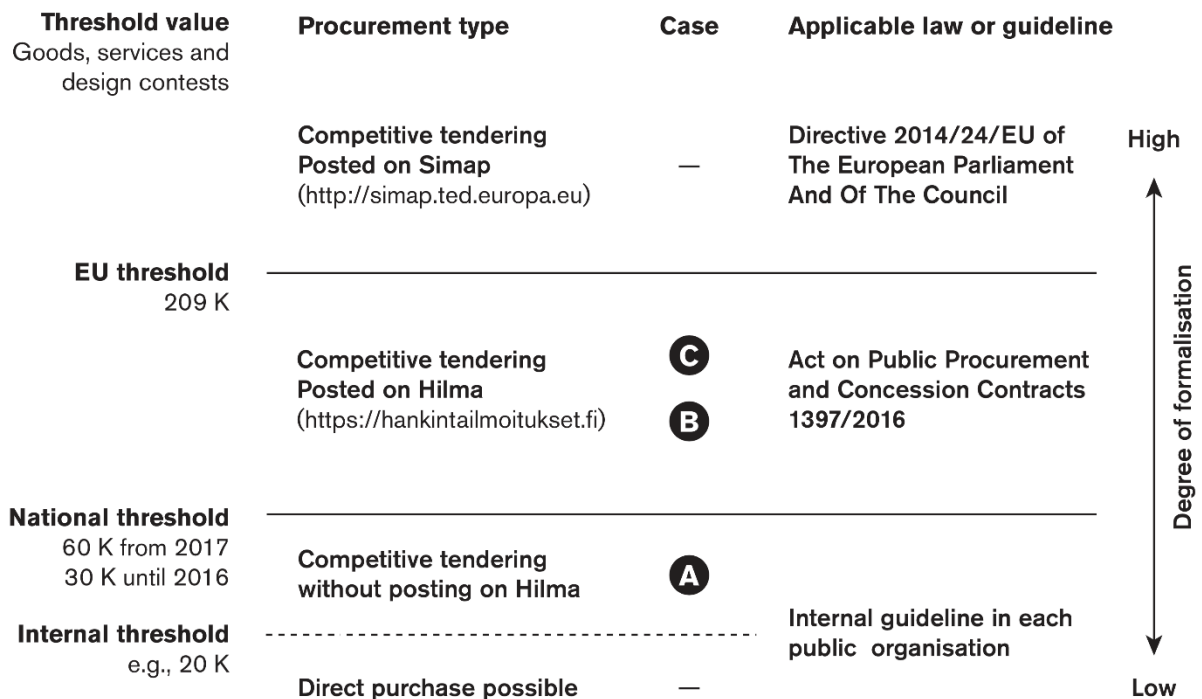 Threshold value
Goods, services and
design contests
Procurement type
Case
Applicable law or guideline
Competitive tendering
Posted on Simap
(http://simap.ted.europa.eu)
—
Directive 2014/24/EU of
The European Parliament
And Of The Council
High
EU threshold
209 K
Competitive tendering
Posted on Hilma
(https://hankintailmoitukset.fi)
C
B
Act on Public Procurement
and Concession Contracts
1397/2016
Degree of formalisation
National threshold
60 K from 2017
30 K until 2016
Competitive tendering
without posting on Hilma
A
Internal threshold
e.g., 20 K
Internal guideline in each
public organisation
Direct purchase possible
—
Low